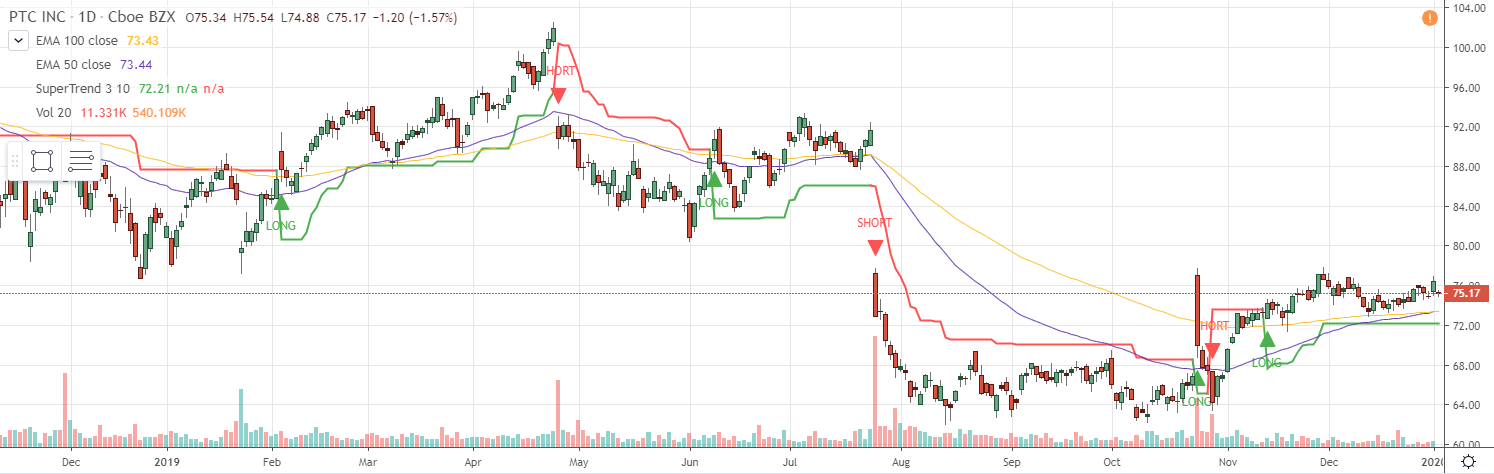 PTC INC · 1D · Cboe BZX O75.34 H75.54 L74.88 C75.17 −1.20 (−1.57%)
EMA 100 close 73.43
EMA 50 close 73.44
SuperTrend 3 10 72.21 n/a n/a
Vol 20 11.331K 540.109K
104.00
100.00
96.00
92.00
88.00
84.00
80.00
76.00
75.17
72.00
68.00
64.00
60.00
LONG
HORT
LONG
SHORT
LONG
HORT
LONG
Dec 2019 Feb Mar Apr May Jun Jul Aug Sep Oct Nov Dec